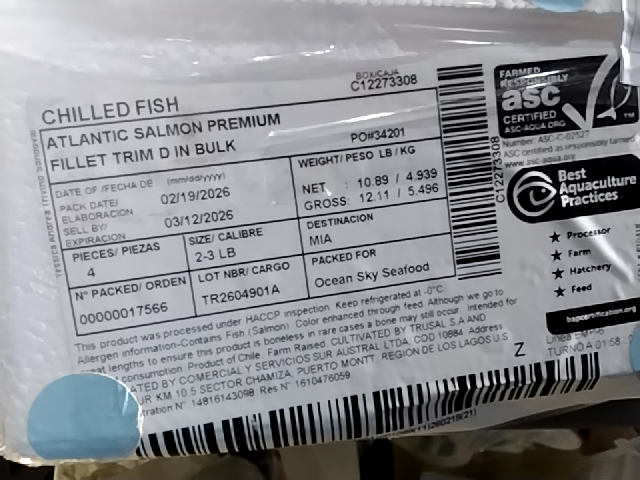 BOX/CAJA
C12273308
CHILLED FISH
ATLANTIC SALMON PREMIUM
FILLET TRIM D IN BULK
PO#34201
DATE OF /FECHA DE (mm/dd/yyyy)
PACK DATE/
ELABORACION
02/19/2026
SELL BY/
EXPIRACION
03/12/2026
WEIGHT/ PESO LB / KG
NET : 10.89 / 4.939
GROSS: 12.11 / 5.496
PIECES/ PIEZAS
4
SIZE/ CALIBRE
2-3 LB
DESTINACION
MIA
N° PACKED/ ORDEN
00000017566
LOT NBR/ CARGO
TR2604901A
PACKED FOR
Ocean Sky Seafood
This product was processed under HACCP inspection. Keep refrigerated at -0°C.
Allergen information-Contains Fish (Salmon). Color enhanced through feed. Although we go to
great lengths to ensure this product is boneless in rare cases a bone may still occur. Intended for
consumption. Product of Chile. Farm Raised. CULTIVATED BY TRUSAL S.A AND
BY COMERCIAL Y SERVICIOS SUR AUSTRAL LTDA. COD 10884. Address
KM 10.5 SECTOR CHAMIZA, PUERTO MONTT. REGION DE LOS LAGOS
N° 14816143098 Res N° 1610476059
Z
C12273308
FARMED
RESPONSIBLY
asc
CERTIFIED
ASC-AQUA.ORG
TM
ASC certified as responsibly farmed
www.asc-aqua.org
Best
Aquaculture
Practices
★ Processor
★ Farm
★ Hatchery
★ Feed
bapcertification.org
TURNO A 01:58